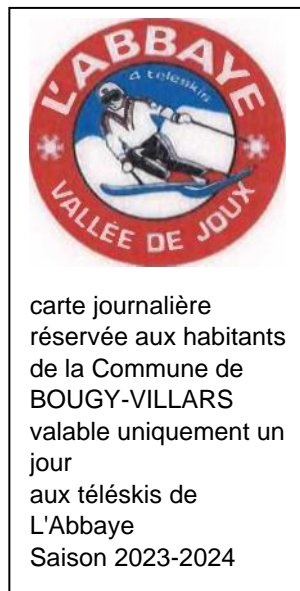 L'ABBAYE
4 téléskis
VALLÉE DE JOUX
carte journalière
réservée aux habitants
de la Commune de
BOUGY-VILLARS
valable uniquement un
jour
aux téléskis de
L'Abbaye
Saison 2023-2024